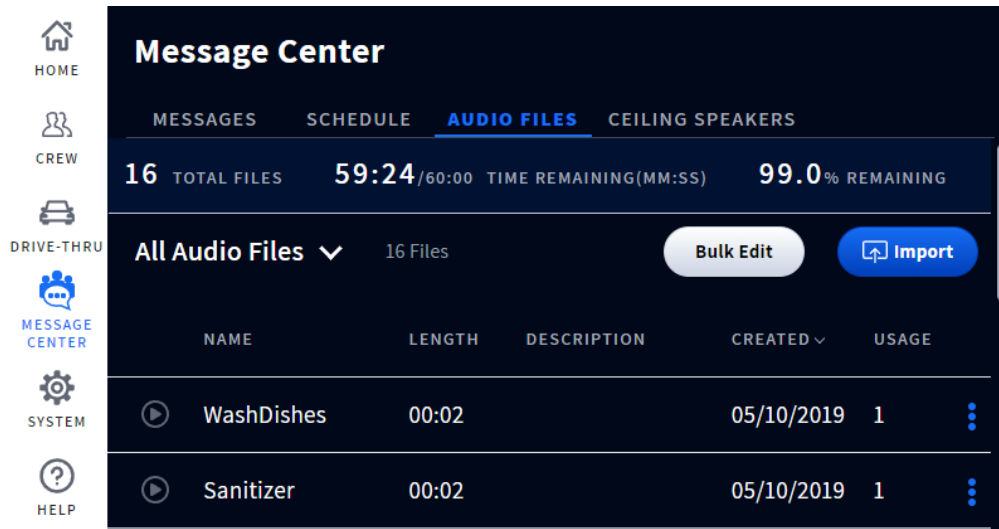 HOME
CREW
DRIVE-THRU
MESSAGE
CENTER
SYSTEM
HELP
Message Center
MESSAGES SCHEDULE AUDIO FILES CEILING SPEAKERS
16 TOTAL FILES 59:24/60:00 TIME REMAINING(MM:SS) 99.0% REMAINING
All Audio Files 16 Files Bulk Edit Import
NAME LENGTH DESCRIPTION CREATED USAGE
WashDishes 00:02 05/10/2019 1
Sanitizer 00:02 05/10/2019 1